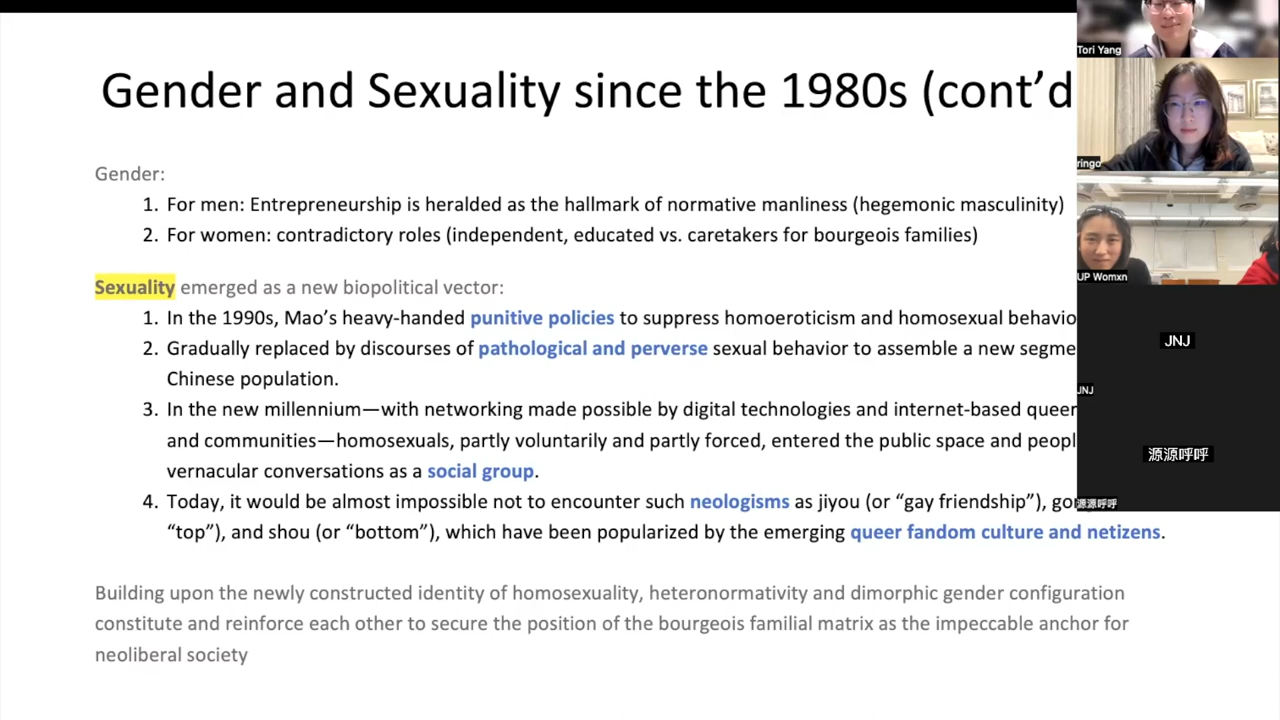 Gender and Sexuality since the 1980s (cont'd
Gender:
1. For men: Entrepreneurship is heralded as the hallmark of normative manliness (hegemonic masculinity)
2. For women: contradictory roles (independent, educated vs. caretakers for bourgeois families)
Sexuality emerged as a new biopolitical vector:
1. In the 1990s, Mao's heavy-handed punitive policies to suppress homoeroticism and homosexual behavio
2. Gradually replaced by discourses of pathological and perverse sexual behavior to assemble a new segme
Chinese population.
3. In the new millennium—with networking made possible by digital technologies and internet-based queer
and communities—homosexuals, partly voluntarily and partly forced, entered the public space and peopl
vernacular conversations as a social group.
4. Today, it would be almost impossible not to encounter such neologisms as jiyou (or "gay friendship"), go
"top"), and shou (or "bottom"), which have been popularized by the emerging queer fandom culture and netizens.
Building upon the newly constructed identity of homosexuality, heteronormativity and dimorphic gender configuration
constitute and reinforce each other to secure the position of the bourgeois familial matrix as the impeccable anchor for
neoliberal society
Tori Yang
ringo
UP Womxn
JNJ
JNJ
源源呼呼
源源呼呼